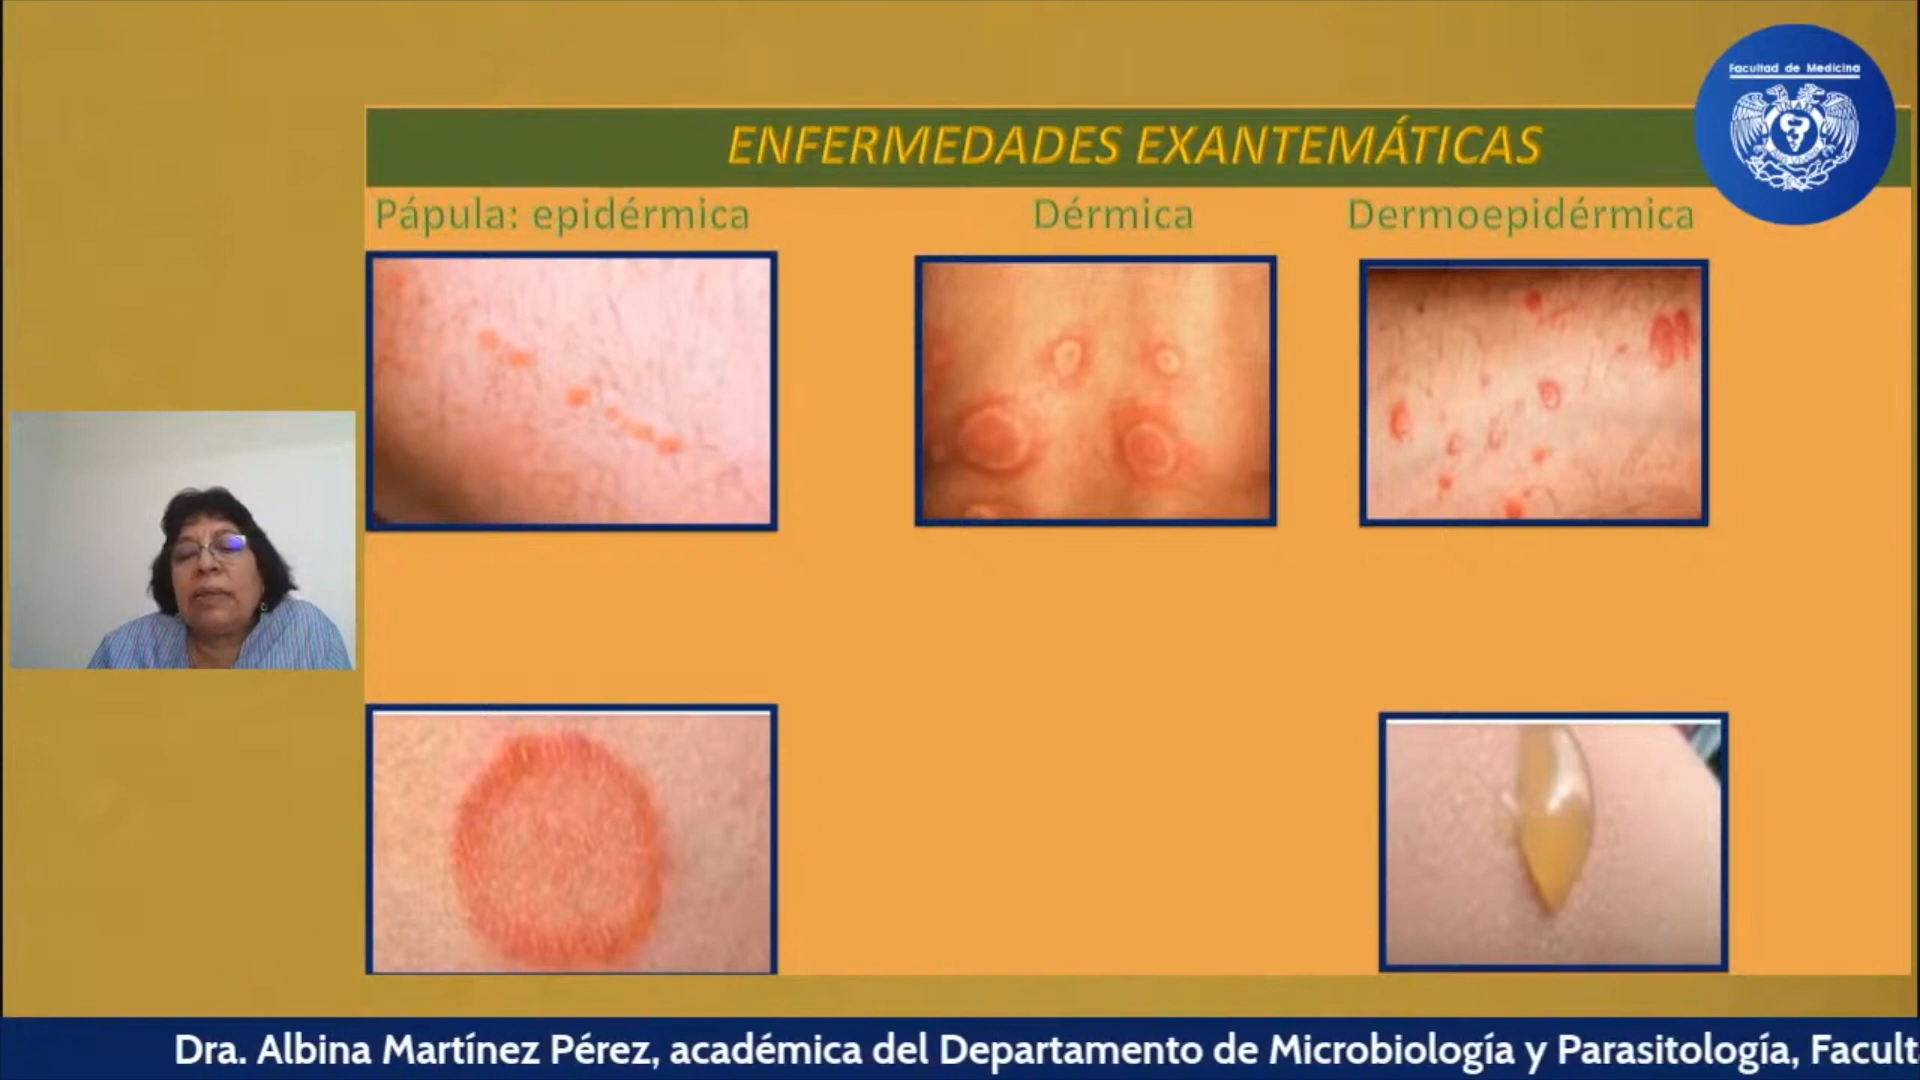 Facultad de Medicina
ENFERMEDADES EXANTEMÁTICAS
Pápula: epidérmica
Dérmica
Dermoepidérmica
Dra. Albina Martínez Pérez, académica del Departamento de Microbiología y Parasitología, Facult